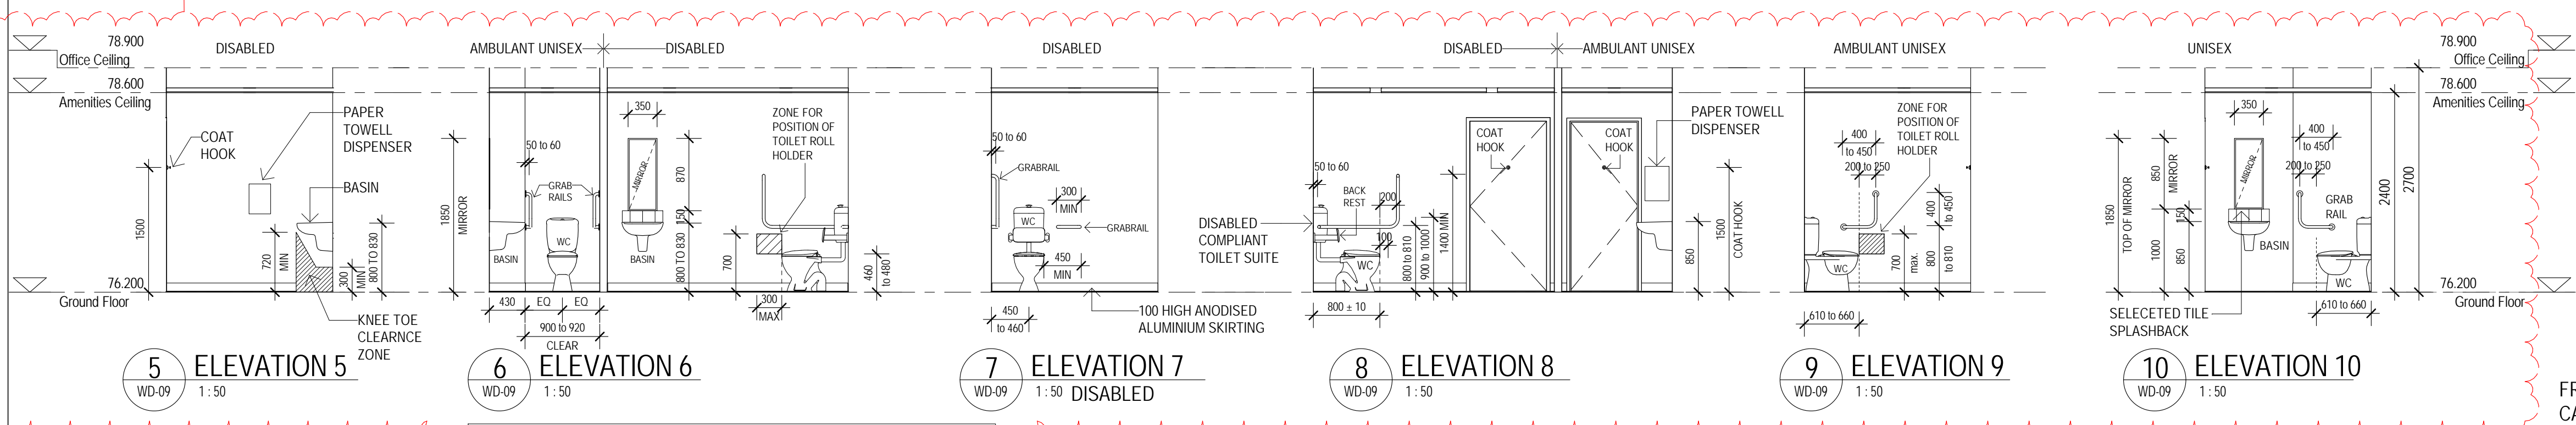 78.900
Office Ceiling
78.600
Amenities Ceiling
76.200
Ground Floor
DISABLED
COAT
HOOK
PAPER
TOWELL
DISPENSER
BASIN
1500
720
MIN
300
MIN
800 TO 830
KNEE TOE
CLEARNCE
ZONE
5
WD-09
ELEVATION 5
1 : 50
AMBULANT UNISEX
DISABLED
1850
MIRROR
50 to 60
GRAB
RAILS
WC
BASIN
430
EQ
EQ
900 to 920
CLEAR
350
MIRROR
BASIN
870
150
800 TO 830
700
ZONE FOR
POSITION OF
TOILET ROLL
HOLDER
300
MAX
460
to 480
6
WD-09
ELEVATION 6
1 : 50
DISABLED
50 to 60
GRABRAIL
300
MIN
WC
GRABRAIL
450
MIN
450
to 460
100 HIGH ANODISED
ALUMINIUM SKIRTING
7
WD-09
ELEVATION 7
1 : 50
DISABLED
DISABLED
AMBULANT UNISEX
50 to 60
BACK
REST
200
100
WC
DISABLED
COMPLIANT
TOILET SUITE
800 ± 10
800 to 810
900 to 1000
1400 MIN
COAT
HOOK
COAT
HOOK
PAPER TOWELL
DISPENSER
850
1500
COAT HOOK
8
WD-09
ELEVATION 8
1 : 50
AMBULANT UNISEX
400
to 450
200 to 250
ZONE FOR
POSITION OF
TOILET ROLL
HOLDER
WC
700
max.
400
to 450
800
to 810
610 to 660
9
WD-09
ELEVATION 9
1 : 50
UNISEX
1850
TOP OF MIRROR
850
MIRROR
1000
150
850
350
MIRROR
BASIN
400
to 450
200 to 250
GRAB
RAIL
WC
610 to 660
2400
2700
SELECETED TILE
SPLASHBACK
10
WD-09
ELEVATION 10
1 : 50
78.900
Office Ceiling
78.600
Amenities Ceiling
76.200
Ground Floor
FR
CA